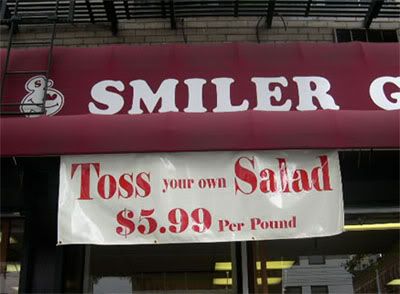 SMILER G
Toss your own Salad
$5.99 Per Pound